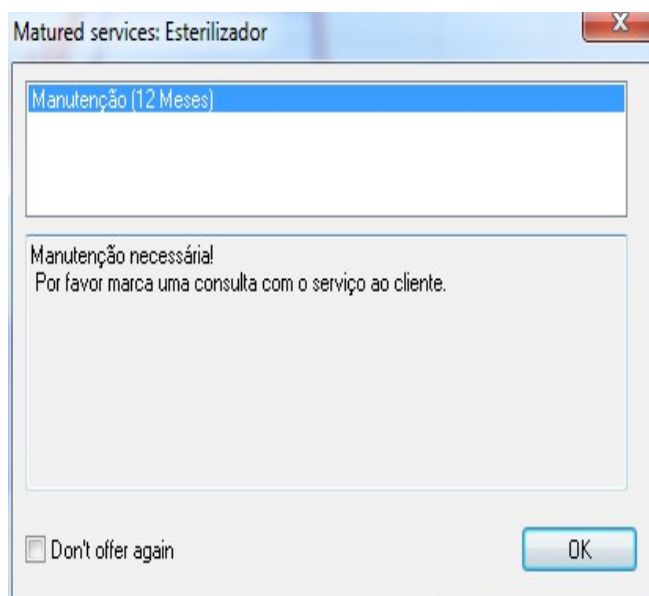 Matured services: Esterilizador
Manutenção (12 Meses)
Manutenção necessária!
Por favor marca uma consulta com o serviço ao cliente.
Don't offer again
OK